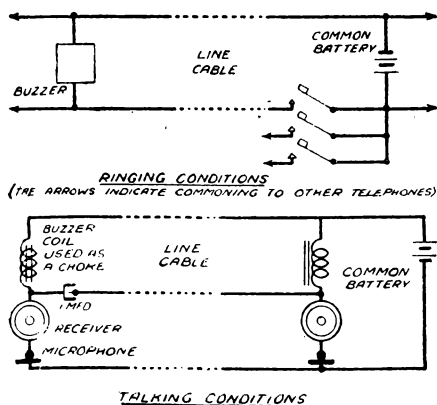 COMMON
BATTERY
LINE
CABLE
BUZZER
RINGING CONDITIONS
(THE ARROWS INDICATE COMMONING TO OTHER TELEPHONES)
BUZZER
COIL
USED AS
A CHOKE
LINE
CABLE
COMMON
BATTERY
1 MFD
RECEIVER
MICROPHONE
TALKING CONDITIONS